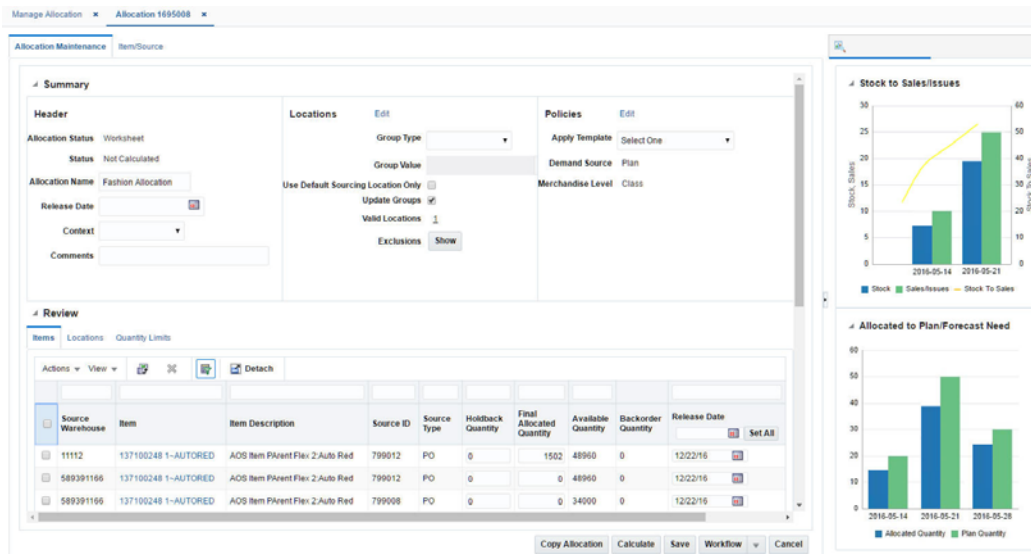 Manage Allocation × Allocation 1695008 ×
Allocation Maintenance Item/Source
Summary
Header
Allocation Status Worksheet
Status Not Calculated
Allocation Name Fashion Allocation
Release Date
Context
Comments
Locations Edit
Group Type
Group Value
Use Default Sourcing Location Only
Update Groups
Valid Locations 1
Exclusions Show
Policies Edit
Apply Template Select One
Demand Source Plan
Merchandise Level Class
Review
Items Locations Quantity Limits
Actions View Detach
Source Warehouse Item Item Description Source ID Source Type Holdback Quantity Final Allocated Quantity Available Quantity Backorder Quantity Release Date Set All
11112 137100248 1~AUTORED AOS Item PArent Flex 2:Auto Red 799012 PO 0 1502 48960 0 12/22/16
589391166 137100248 1~AUTORED AOS Item PArent Flex 2:Auto Red 799012 PO 0 0 48960 0 12/22/16
589391166 137100248 1~AUTORED AOS Item PArent Flex 2:Auto Red 799008 PO 0 0 34000 0 12/22/16
Copy Allocation Calculate Save Workflow Cancel
Stock to Sales/Issues
30 60
25 50
20 40
15 30
10 20
5 10
0 0
Stock, Sales
Stock To Sales
2016-05-14 2016-05-21
Stock Sales/Issues Stock To Sales
Allocated to Plan/Forecast Need
60
50
40
30
20
10
0
2016-05-14 2016-05-21 2016-05-28
Allocated Quantity Plan Quantity